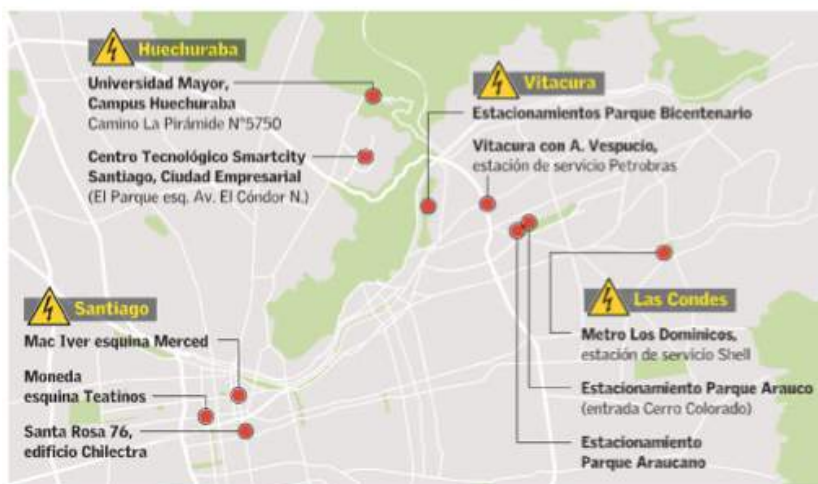 Huechuraba
Universidad Mayor,
Campus Huechuraba
Camino La Pirámide N°5750
Centro Tecnológico Smartcity
Santiago, Ciudad Empresarial
(El Parque esq. Av. El Cóndor N.)
Vitacura
Estacionamientos Parque Bicentenario
Vitacura con A. Vespucio,
estación de servicio Petrobras
Santiago
Mac Iver esquina Merced
Moneda
esquina Teatinos
Santa Rosa 76,
edificio Chilectra
Las Condes
Metro Los Dominicos,
estación de servicio Shell
Estacionamiento Parque Arauco
(entrada Cerro Colorado)
Estacionamiento
Parque Araucano